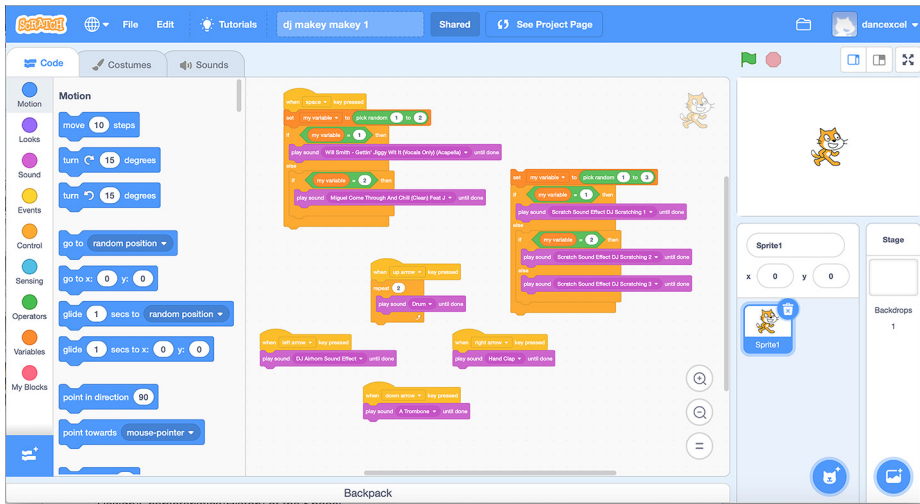 SCRATCH File Edit Tutorials dj makey makey 1 Shared See Project Page dancexcel
Code Costumes Sounds
Motion
Looks
Sound
Events
Control
Sensing
Operators
Variables
My Blocks
Motion
move 10 steps
turn 15 degrees
turn 15 degrees
go to random position
go to x: 0 y: 0
glide 1 secs to random position
glide 1 secs to x: 0 y: 0
point in direction 90
point towards mouse-pointer
when space key pressed
set my variable to pick random 1 to 2
if my variable = 1 then
play sound Will Smith - Gettin' Jiggy Wit It (Vocals Only) (Acapella) until done
else
if my variable = 2 then
play sound Miguel Come Through And Chill (Clean) Feat J until done
set my variable to pick random 1 to 3
if my variable = 1 then
play sound Scratch Sound Effect DJ Scratching 1 until done
else
if my variable = 2 then
play sound Scratch Sound Effect DJ Scratching 2 until done
else
play sound Scratch Sound Effect DJ Scratching 3 until done
when up arrow key pressed
repeat 2
play sound Drum until done
when left arrow key pressed
play sound DJ Airhorn Sound Effect until done
when right arrow key pressed
play sound Hand Clap until done
when down arrow key pressed
play sound A Trombone until done
Backpack
Sprite1
x 0 y 0
Sprite1
Stage
Backdrops
1